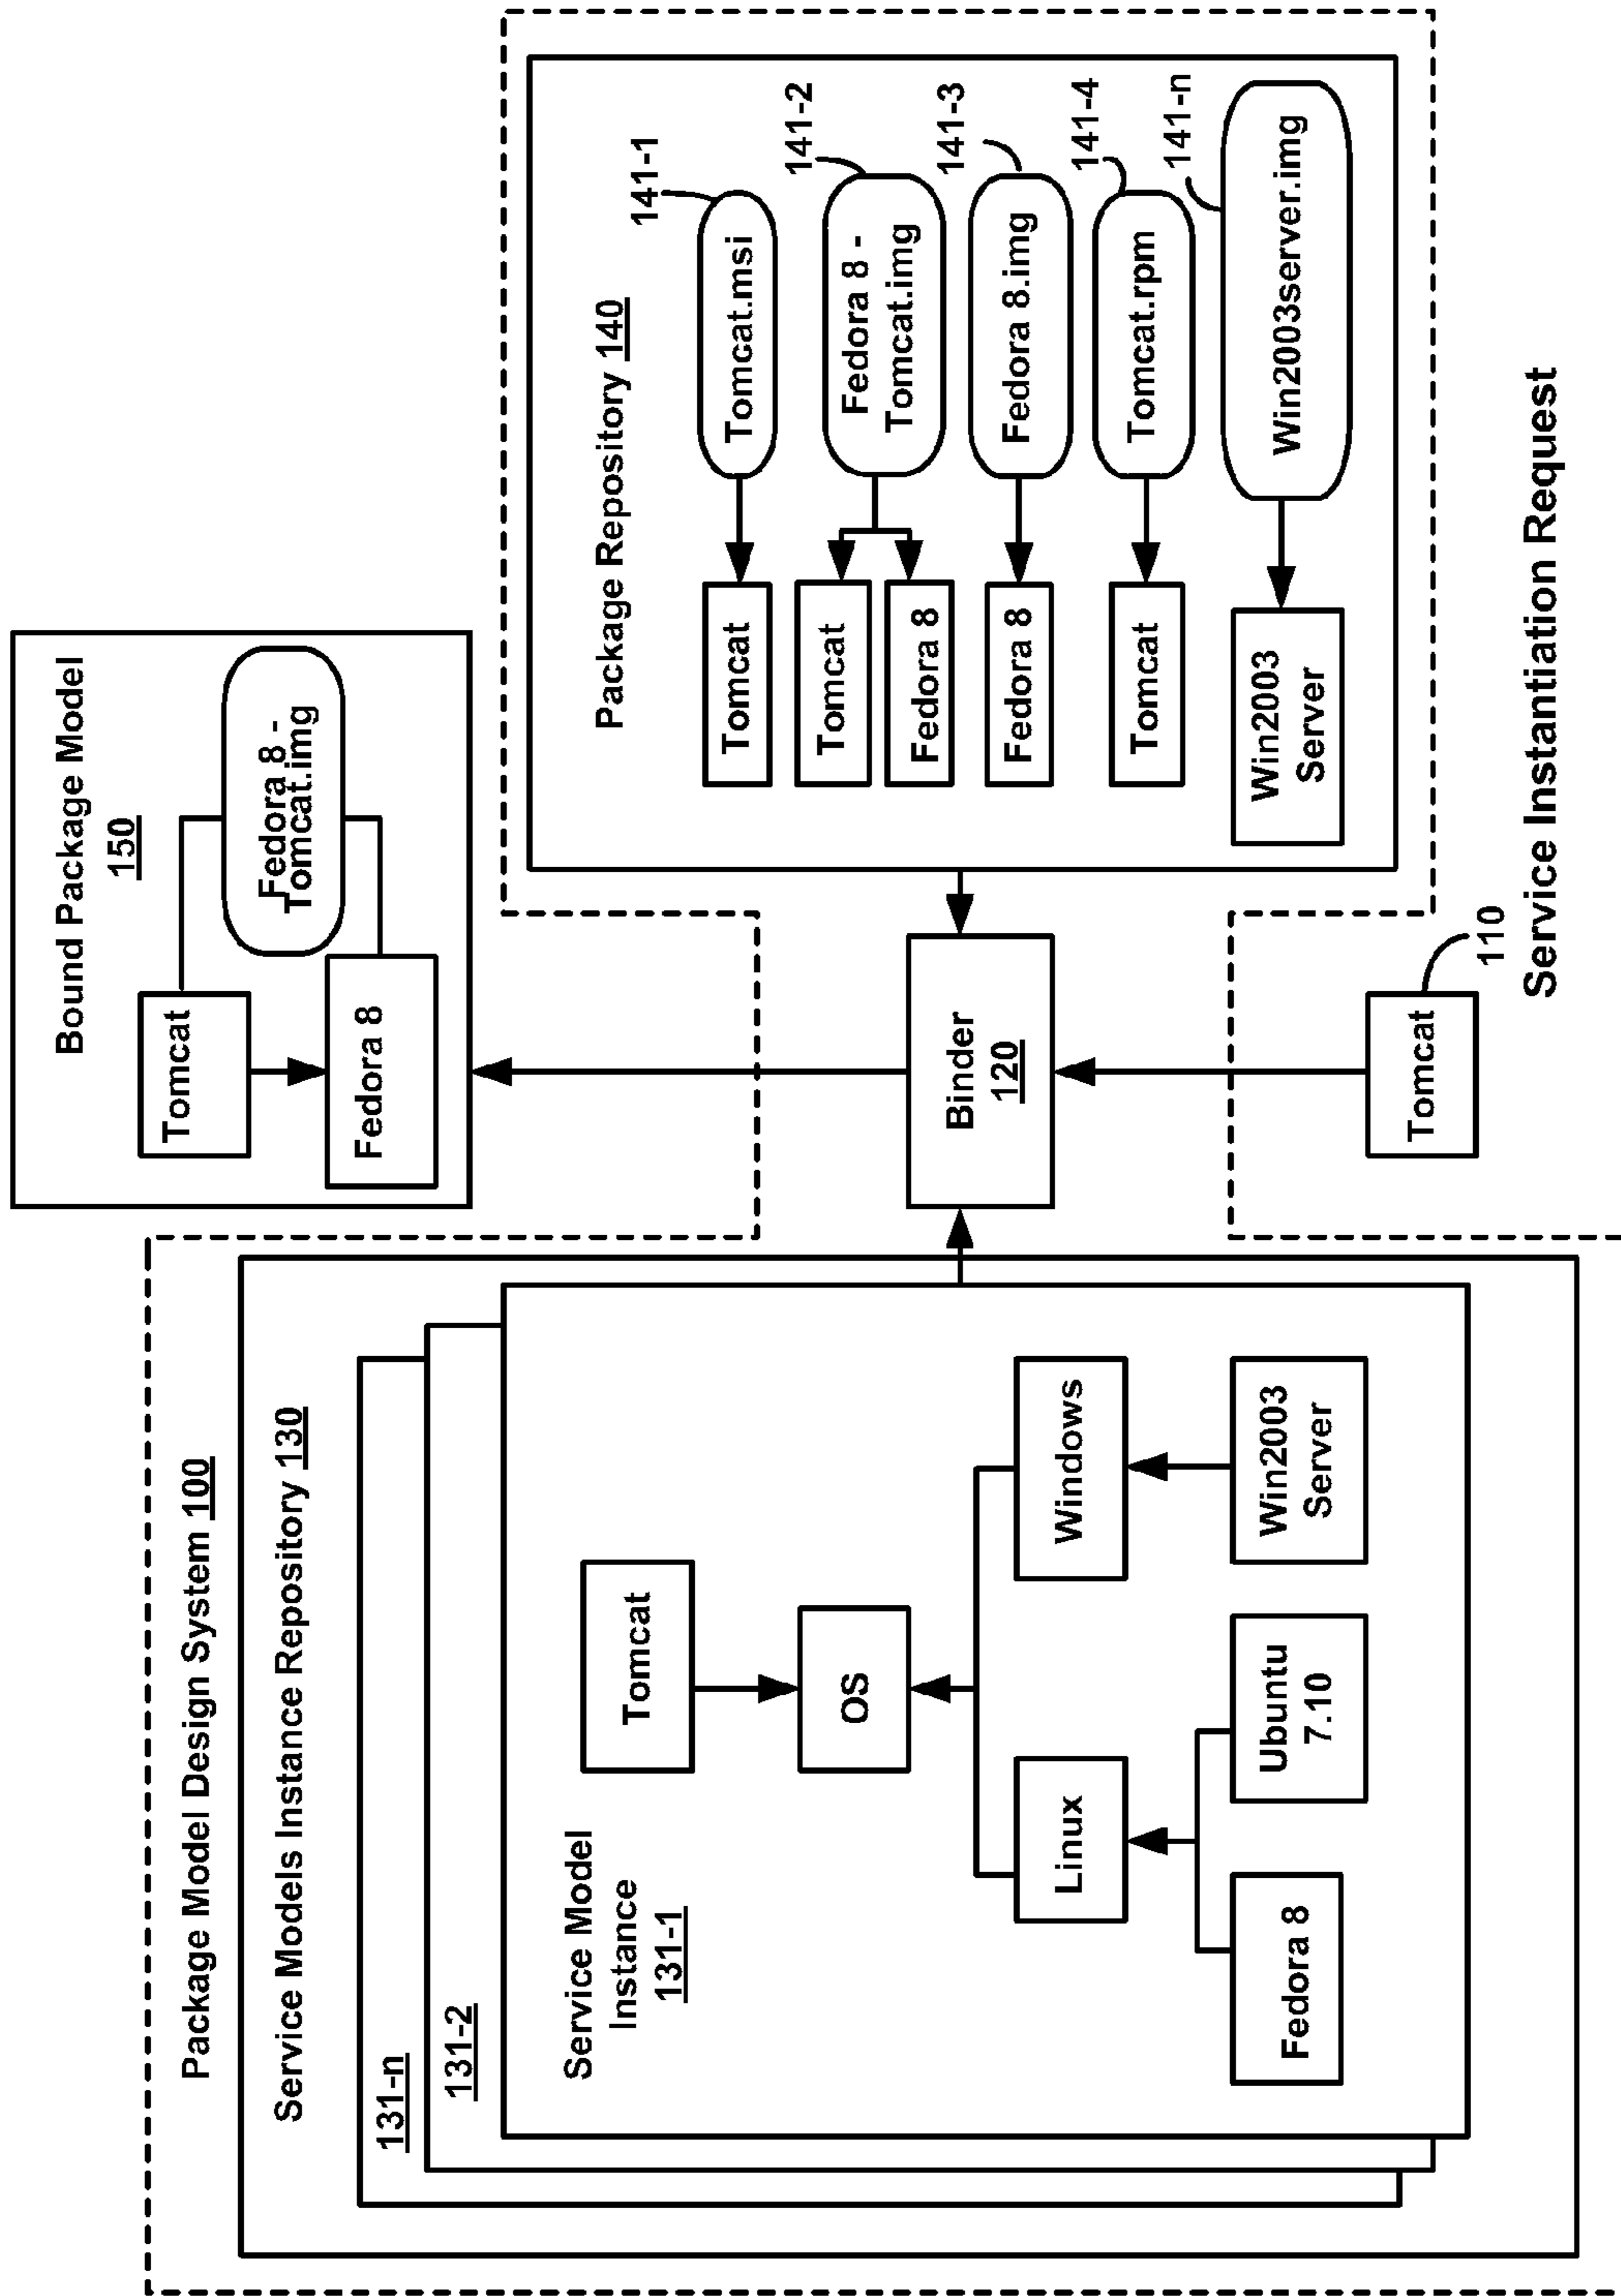 Package Model Design System 100
Service Models Instance Repository 130
131-n
131-2
Service Model
Instance
131-1
Tomcat
OS
Linux
Windows
Fedora 8
Ubuntu
7.10
Win2003
Server
Bound Package Model
150
Tomcat
Fedora 8
Fedora 8 -
Tomcat.img
Binder
120
Tomcat
110
Service Instantiation Request
Package Repository 140
Tomcat
Tomcat.msi
141-1
Tomcat
Fedora 8
Fedora 8 -
Tomcat.img
141-2
Fedora 8
Fedora 8.img
141-3
Tomcat
Tomcat.rpm
141-4
Win2003
Server
Win2003server.img
141-n